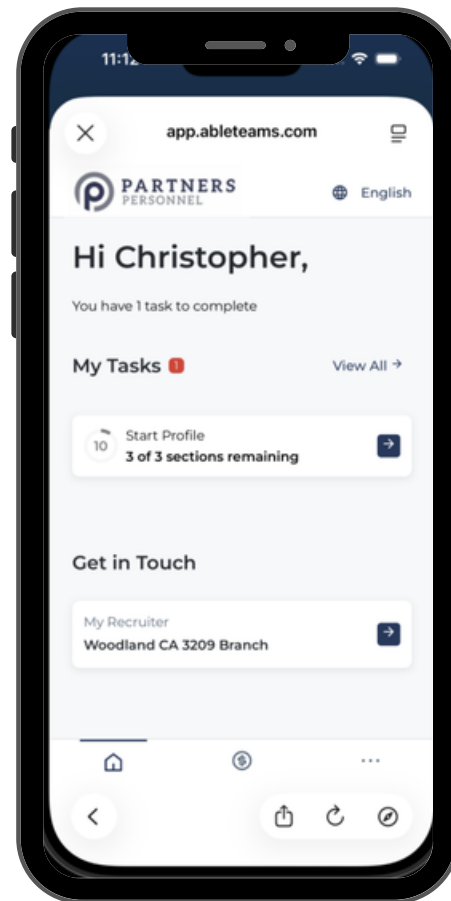 11:12
app.ableteams.com
PARTNERS
PERSONNEL
English
Hi Christopher,
You have 1 task to complete
My Tasks 1
View All →
10
Start Profile
3 of 3 sections remaining
Get in Touch
My Recruiter
Woodland CA 3209 Branch